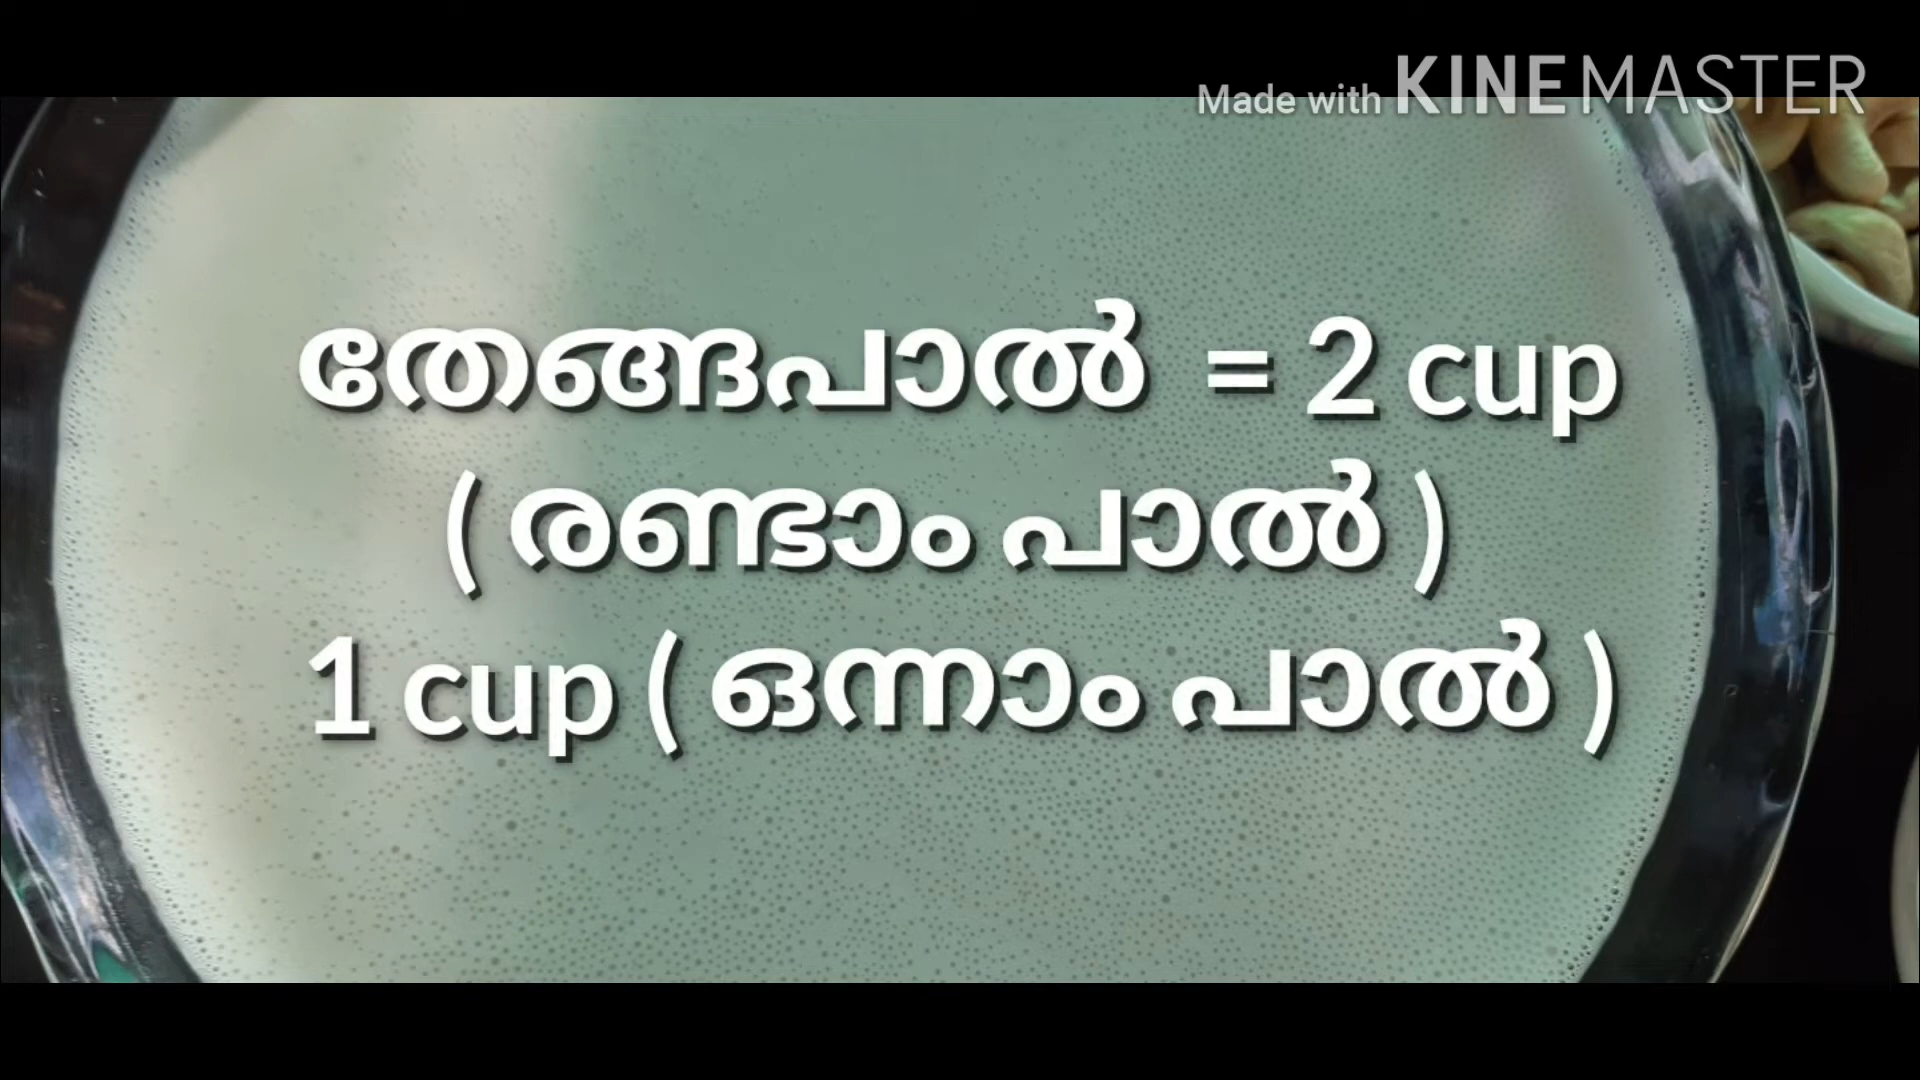 Made with KINEMASTER
തേങ്ങപാൽ = 2 cup
( രണ്ടാം പാൽ )
1 cup ( ഒന്നാം പാൽ )